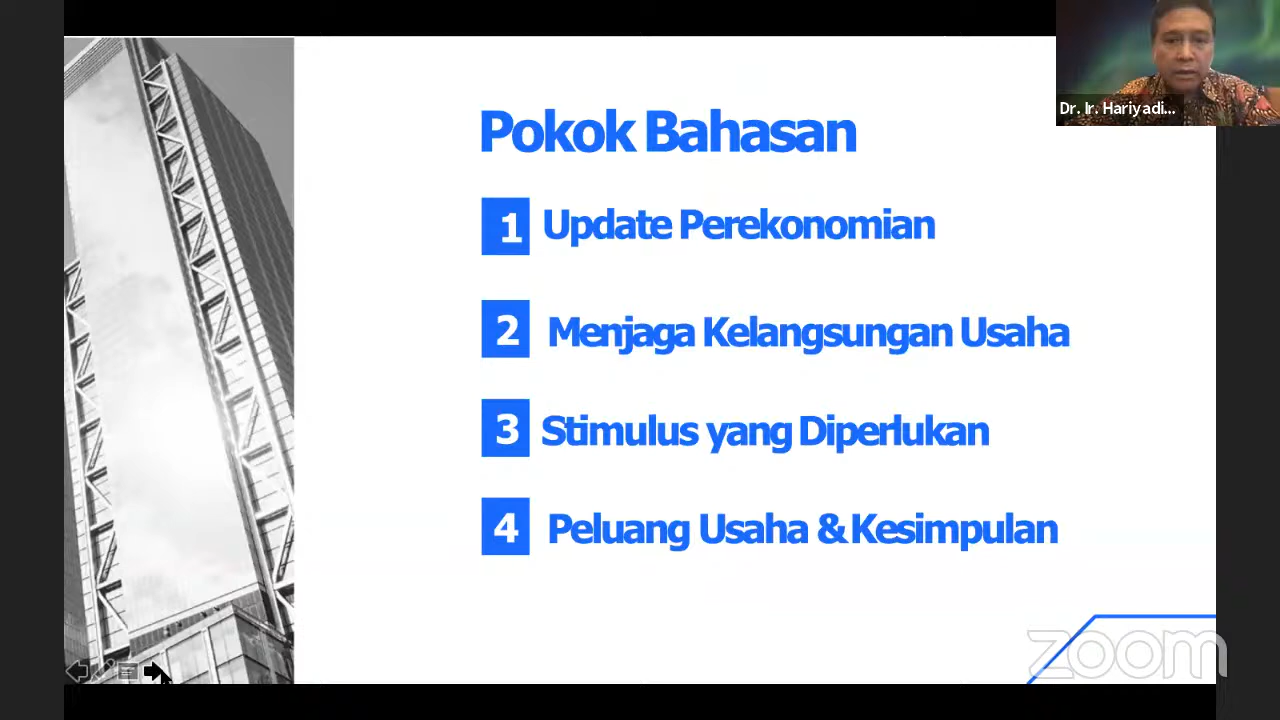 Dr. Ir. Hariyadi...
Pokok Bahasan
1 Update Perekonomian
2 Menjaga Kelangsungan Usaha
3 Stimulus yang Diperlukan
4 Peluang Usaha & Kesimpulan
zoom